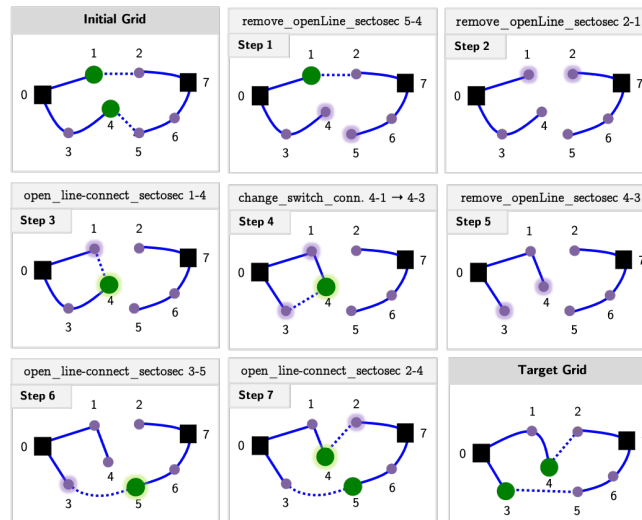 Initial Grid
1 2
0 7
4
3 5 6
remove_openLine_sectosec 5-4
Step 1
1 2
0 7
4
3 5 6
remove_openLine_sectosec 2-1
Step 2
1 2
0 7
4
3 5 6
open_line-connect_sectosec 1-4
Step 3
1 2
0 7
4
3 5 6
change_switch_conn. 4-1 → 4-3
Step 4
1 2
0 7
4
3 5 6
remove_openLine_sectosec 4-3
Step 5
1 2
0 7
4
3 5 6
open_line-connect_sectosec 3-5
Step 6
1 2
0 7
4
3 5 6
open_line-connect_sectosec 2-4
Step 7
1 2
0 7
4
3 5 6
Target Grid
1 2
0 7
4
3 5 6